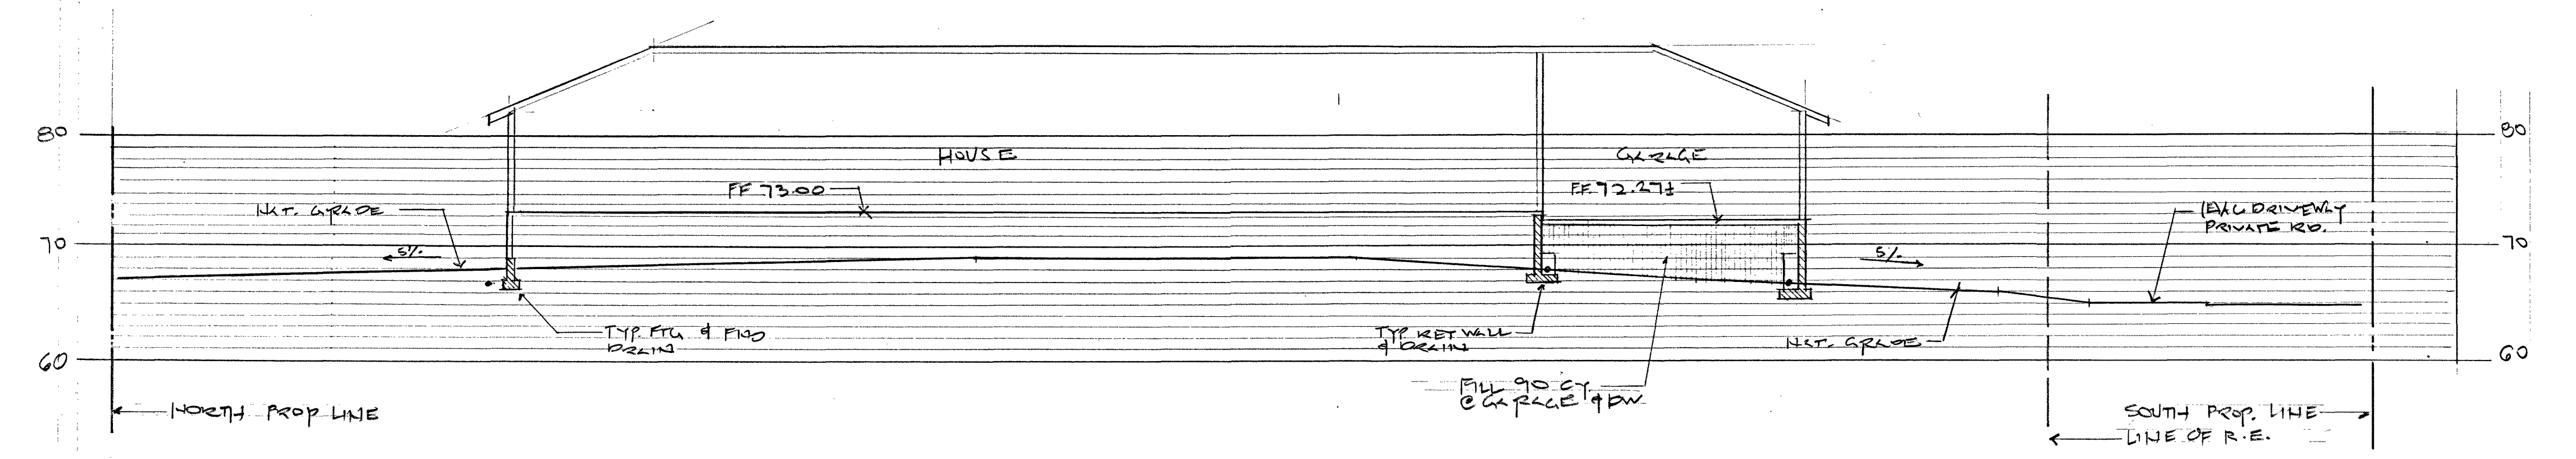 80
80
HOUSE
GARAGE
FF 73.00
FF 72.27±
NAT. GRADE
(E) A.C. DRIVEWAY
PRIVATE RD.
70
70
5%
5%
TYP. FTG & FND
DRAIN
TYP. RET WALL
& DRAIN
NAT. GRADE
60
60
FILL 90 CY.
@ GARAGE & DW
NORTH PROP LINE
SOUTH PROP. LINE
LINE OF R.E.